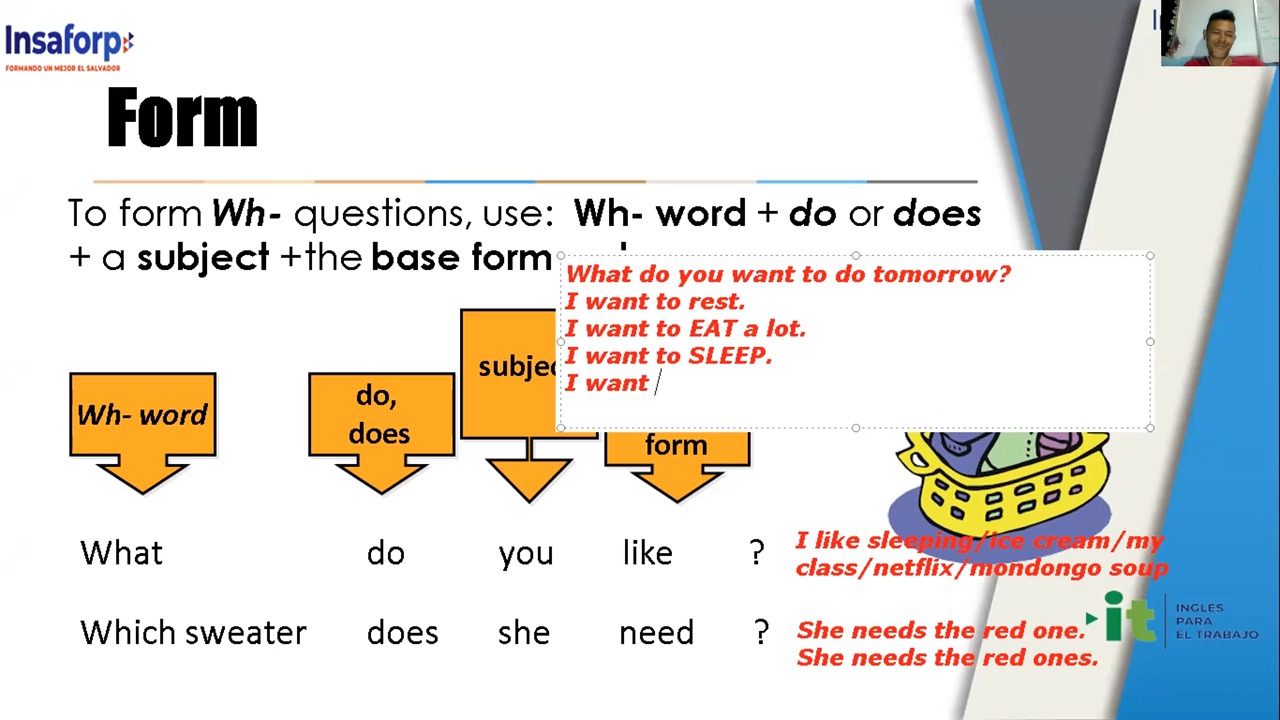 Insaforp
FORMANDO UN MEJOR EL SALVADOR
Form
To form Wh- questions, use: Wh- word + do or does
+ a subject +the base form
What do you want to do tomorrow?
I want to rest.
I want to EAT a lot.
I want to SLEEP.
I want
subjec
Wh- word
do,
does
form
What do you like ?
I like sleeping/ice cream/my
class/netflix/mondongo soup
Which sweater does she need ?
She needs the red one.
She needs the red ones.
it
INGLES
PARA
EL TRABAJO